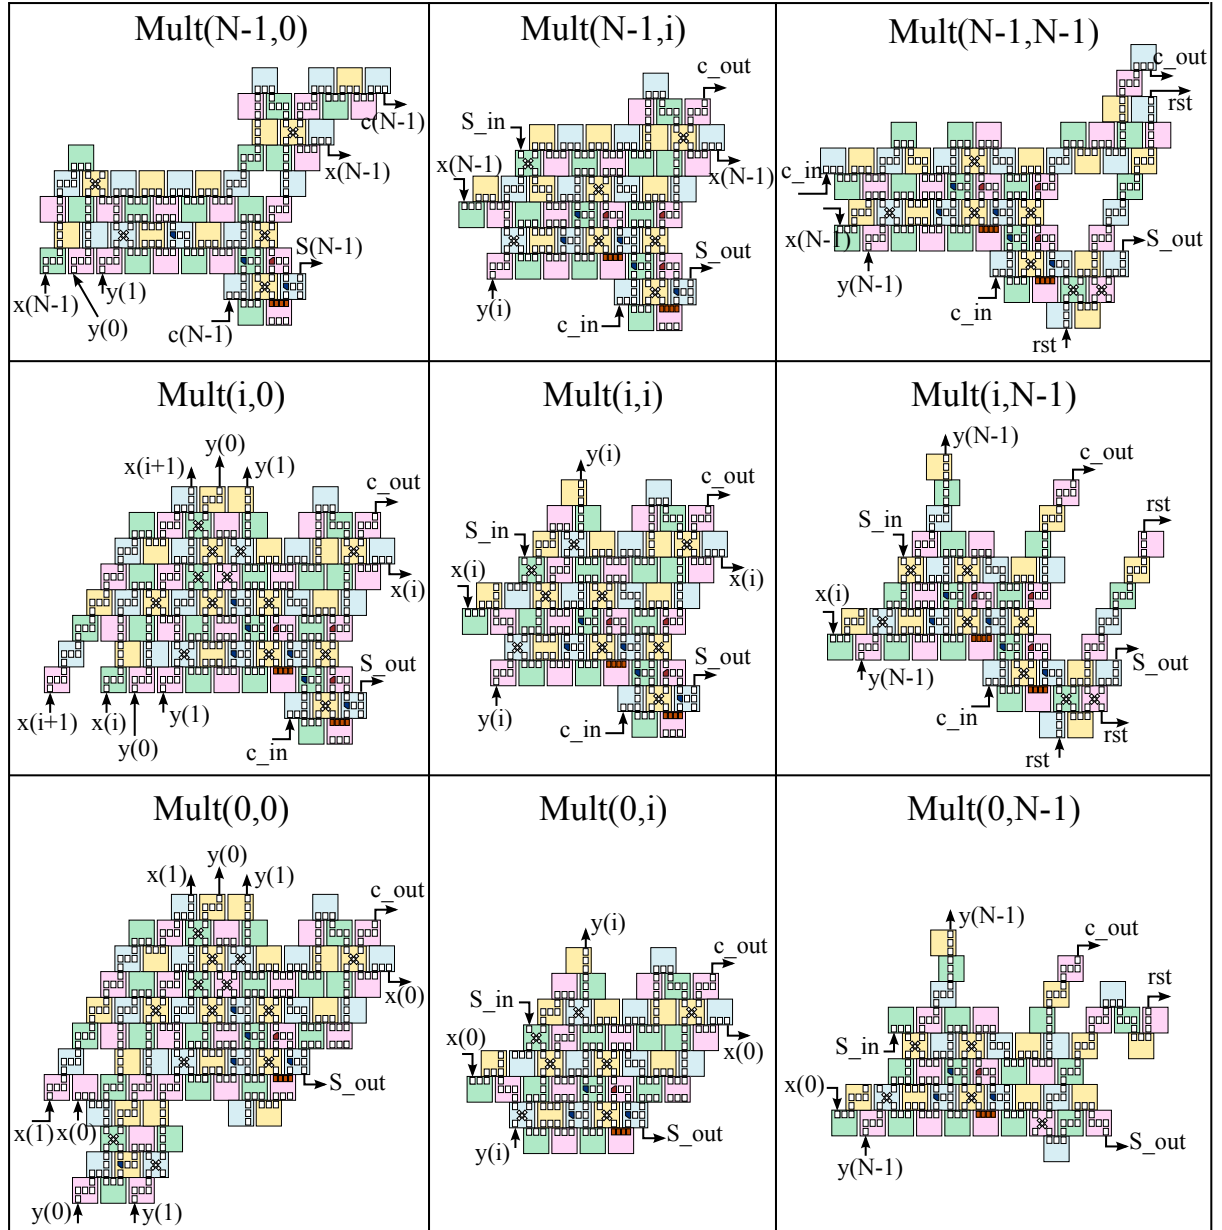 Mult(N-1,0)
c(N-1)
x(N-1)
S(N-1)
x(N-1)
y(0)
y(1)
c(N-1)
Mult(N-1,i)
c_out
S_in
x(N-1)
x(N-1)
S_out
y(i)
c_in
Mult(N-1,N-1)
c_out
rst
c_in
x(N-1)
y(N-1)
S_out
c_in
rst
Mult(i,0)
y(0)
x(i+1)
y(1)
c_out
x(i)
S_out
x(i+1)
x(i)
y(1)
y(0)
c_in
Mult(i,i)
y(i)
c_out
S_in
x(i)
x(i)
S_out
y(i)
c_in
Mult(i,N-1)
y(N-1)
c_out
rst
S_in
x(i)
S_out
y(N-1)
c_in
rst
rst
Mult(0,0)
y(0)
x(1)
y(1)
c_out
x(0)
S_out
x(1)
x(0)
y(0)
y(1)
Mult(0,i)
y(i)
c_out
S_in
x(0)
x(0)
S_out
y(i)
Mult(0,N-1)
y(N-1)
c_out
rst
S_in
x(0)
S_out
y(N-1)